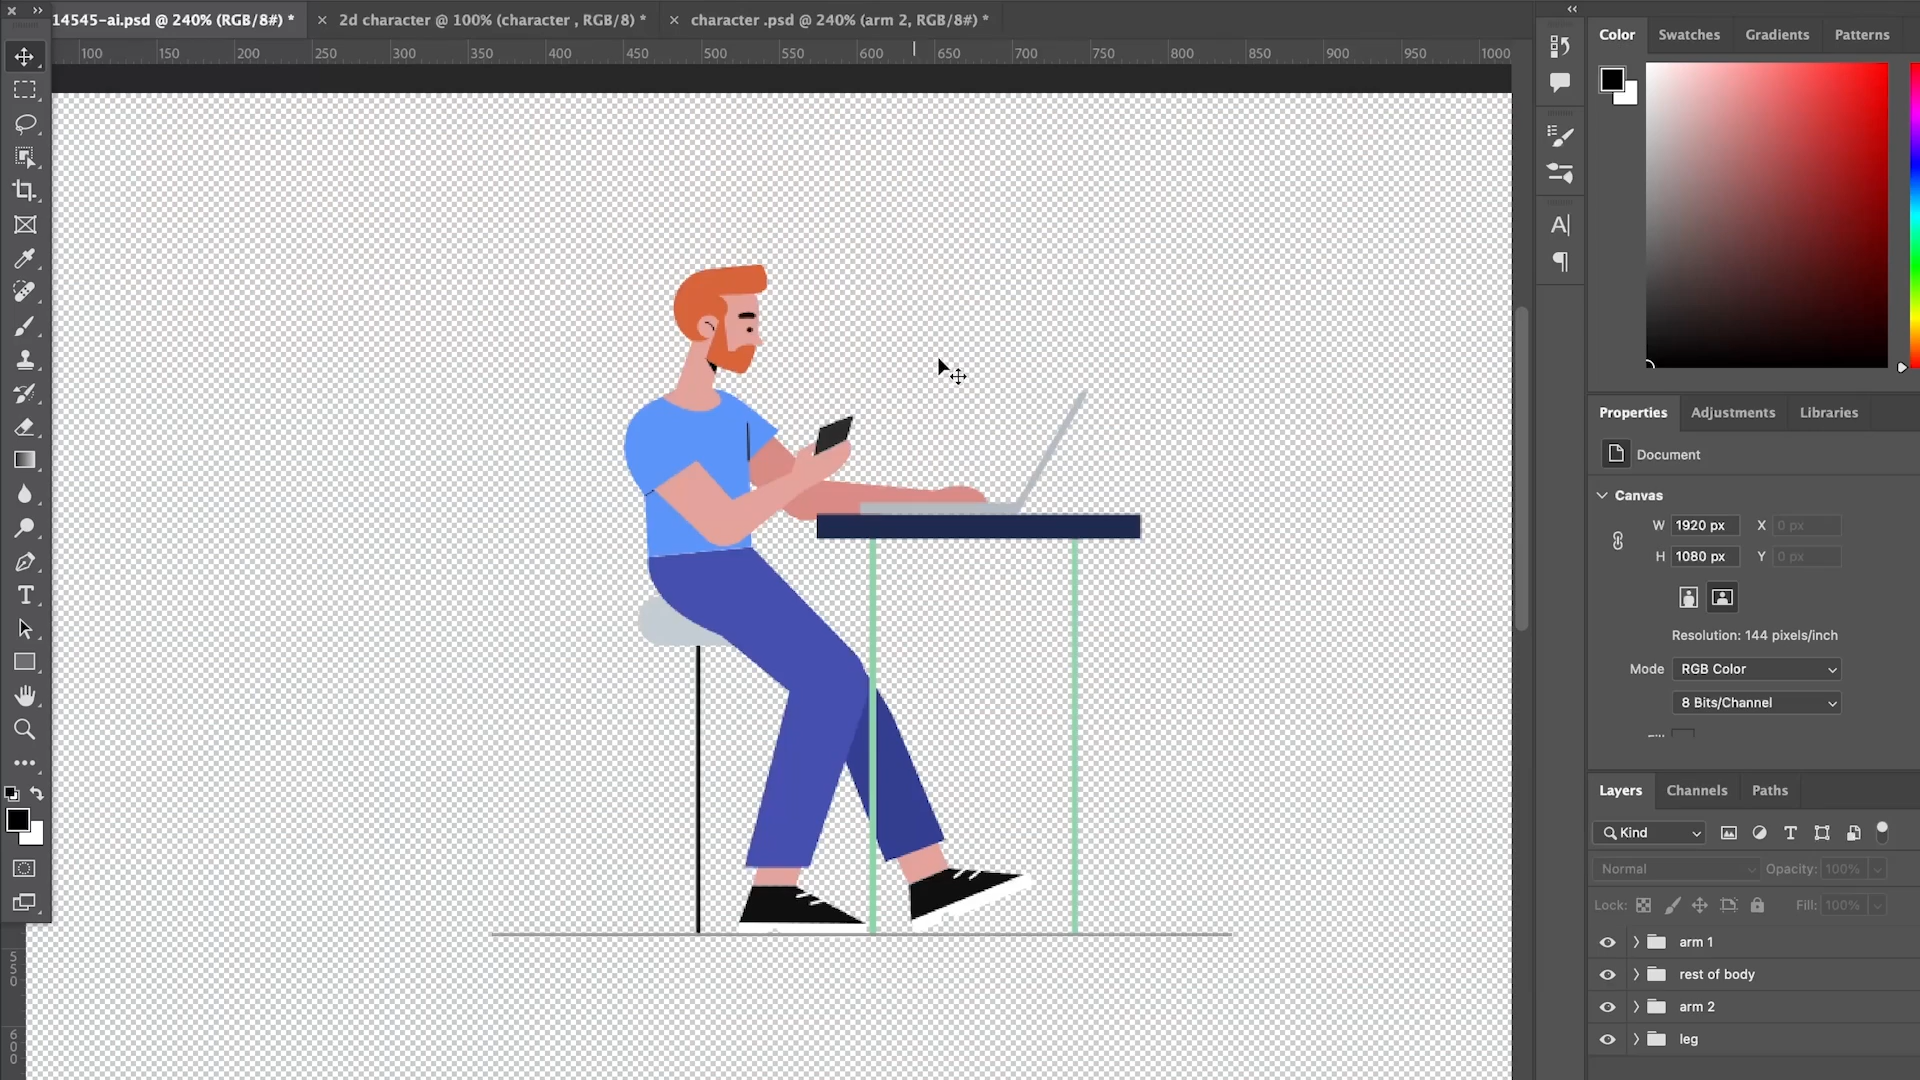 14545-ai.psd @ 240% (RGB/8#) *
2d character @ 100% (character , RGB/8) *
character .psd @ 240% (arm 2, RGB/8#) *
100 150 200 250 300 350 400 450 500 550 600 650 700 750 800 850 900 950 1000
550
600
Color Swatches Gradients Patterns
Properties Adjustments Libraries
Document
Canvas
W 1920 px X 0 px
H 1080 px Y 0 px
Resolution: 144 pixels/inch
Mode RGB Color
8 Bits/Channel
Layers Channels Paths
Kind
Normal Opacity: 100%
Lock: Fill: 100%
arm 1
rest of body
arm 2
leg